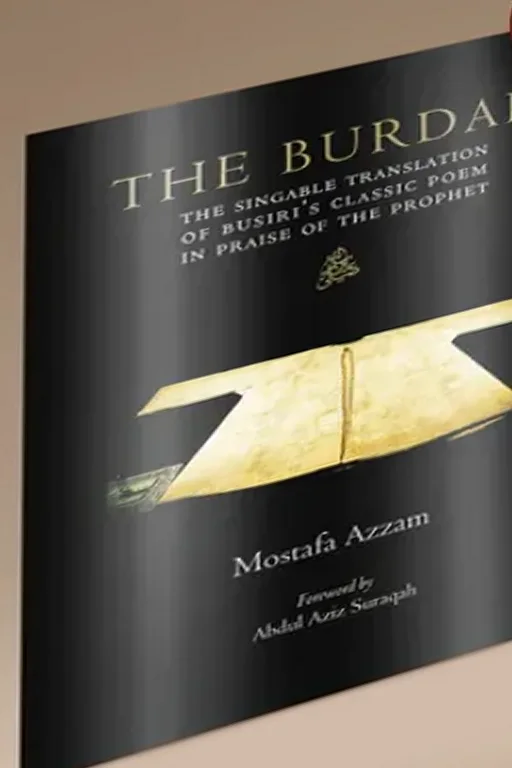 THE BURDAH
THE SINGABLE TRANSLATION
OF BUSIRI'S CLASSIC POEM
IN PRAISE OF THE PROPHET
Mostafa Azzam
Foreword by
Abdul Aziz Suraqah